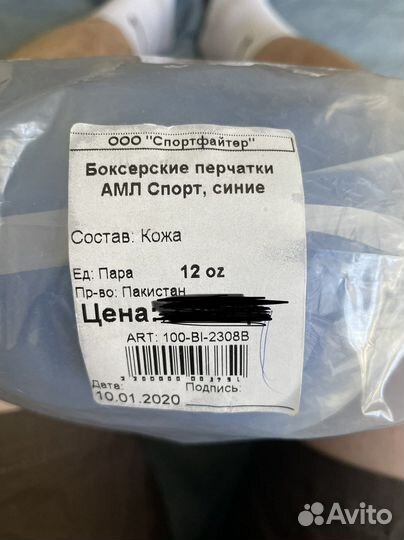 ООО "Спортфайтер"
Боксерские перчатки
АМЛ Спорт, синие
Состав: Кожа
Ед: Пара 12 oz
Пр-во: Пакистан
Цена
ART: 100-BI-2308B
Дата: Подпись:
10.01.2020
Avito